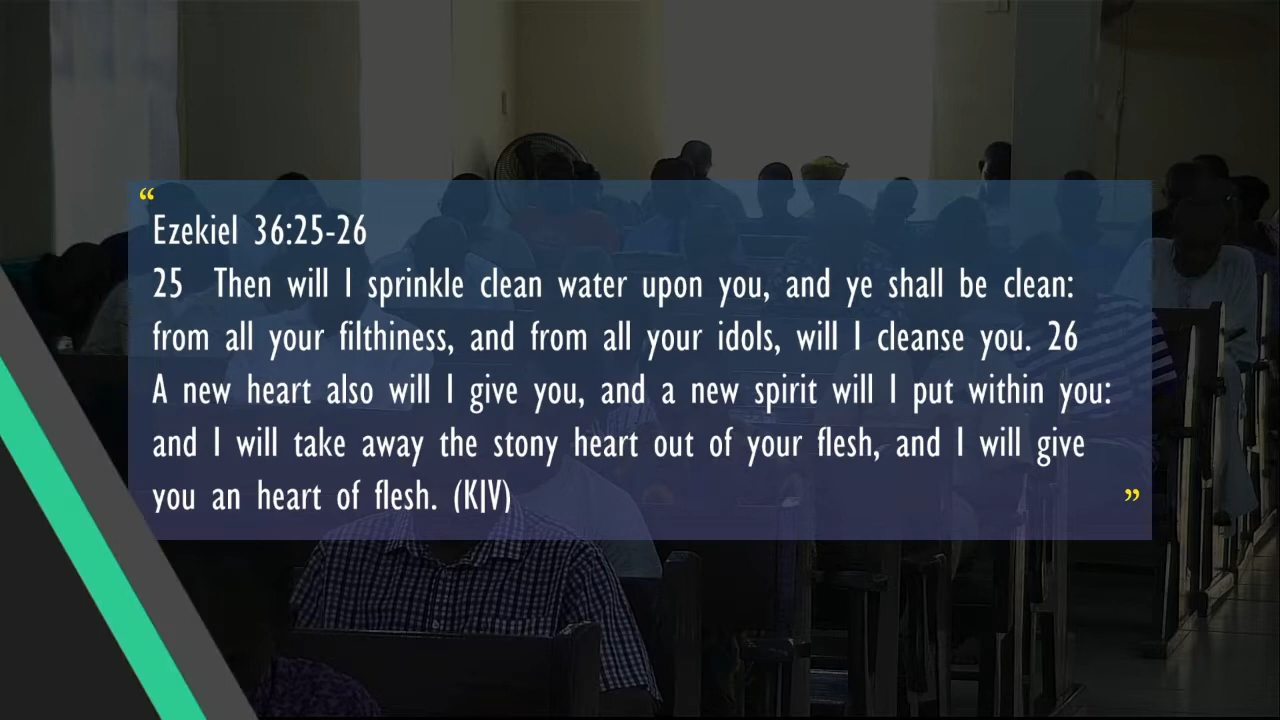 “
Ezekiel 36:25-26
25 Then will I sprinkle clean water upon you, and ye shall be clean:
from all your filthiness, and from all your idols, will I cleanse you. 26
A new heart also will I give you, and a new spirit will I put within you:
and I will take away the stony heart out of your flesh, and I will give
you an heart of flesh. (KJV)
”